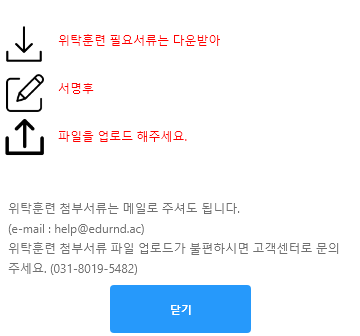 위탁훈련 필요서류는 다운받아
서명후
파일을 업로드 해주세요.
위탁훈련 첨부서류는 메일로 주셔도 됩니다.
(e-mail : help@edurnd.ac)
위탁훈련 첨부서류 파일 업로드가 불편하시면 고객센터로 문의
주세요. (031-8019-5482)
닫기